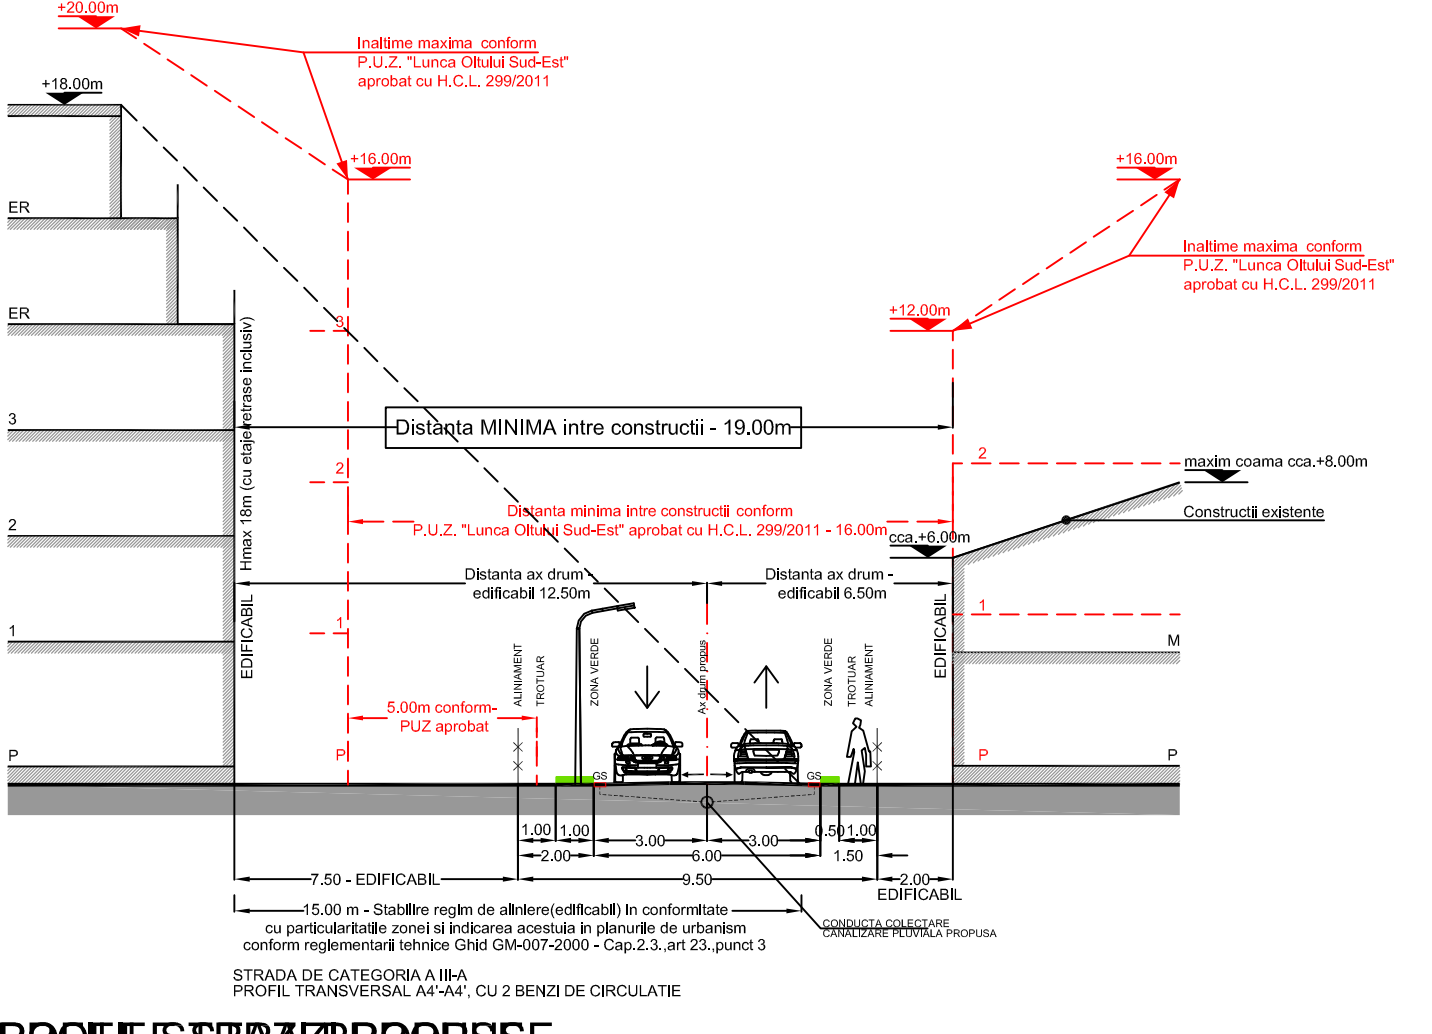 +20.00m
Inaltime maxima conform
P.U.Z. "Lunca Oltului Sud-Est"
aprobat cu H.C.L. 299/2011
+18.00m
+16.00m
+16.00m
ER
Inaltime maxima conform
P.U.Z. "Lunca Oltului Sud-Est"
aprobat cu H.C.L. 299/2011
ER
+12.00m
3
Hmax 18m (cu etaje retrase inclusiv)
3
Distanta MINIMA intre constructii - 19.00m
2
2
maxim coama cca.+8.00m
Distanta minima intre constructii conform
P.U.Z. "Lunca Oltului Sud-Est" aprobat cu H.C.L. 299/2011 - 16.00m
Constructii existente
2
cca.+6.00m
Distanta ax drum -
edificabil 12.50m
Distanta ax drum -
edificabil 6.50m
1
1
1
EDIFICABIL
EDIFICABIL
M
ALINIAMENT
TROTUAR
ZONA VERDE
Ax drum propus
ZONA VERDE
TROTUAR
ALINIAMENT
5.00m conform-
PUZ aprobat
P
P
P
P
GS
GS
1.00
1.00
3.00
3.00
0.50
1.00
2.00
6.00
1.50
7.50 - EDIFICABIL
9.50
2.00
EDIFICABIL
15.00 m - Stabilire regim de aliniere(edificabil) in conformitate
cu particularitatile zonei si indicarea acestuia in planurile de urbanism
conform reglementarii tehnice Ghid GM-007-2000 - Cap.2.3.,art 23.,punct 3
CONDUCTA COLECTARE
CANALIZARE PLUVIALA PROPUSA
STRADA DE CATEGORIA A III-A
PROFIL TRANSVERSAL A4'-A4', CU 2 BENZI DE CIRCULATIE